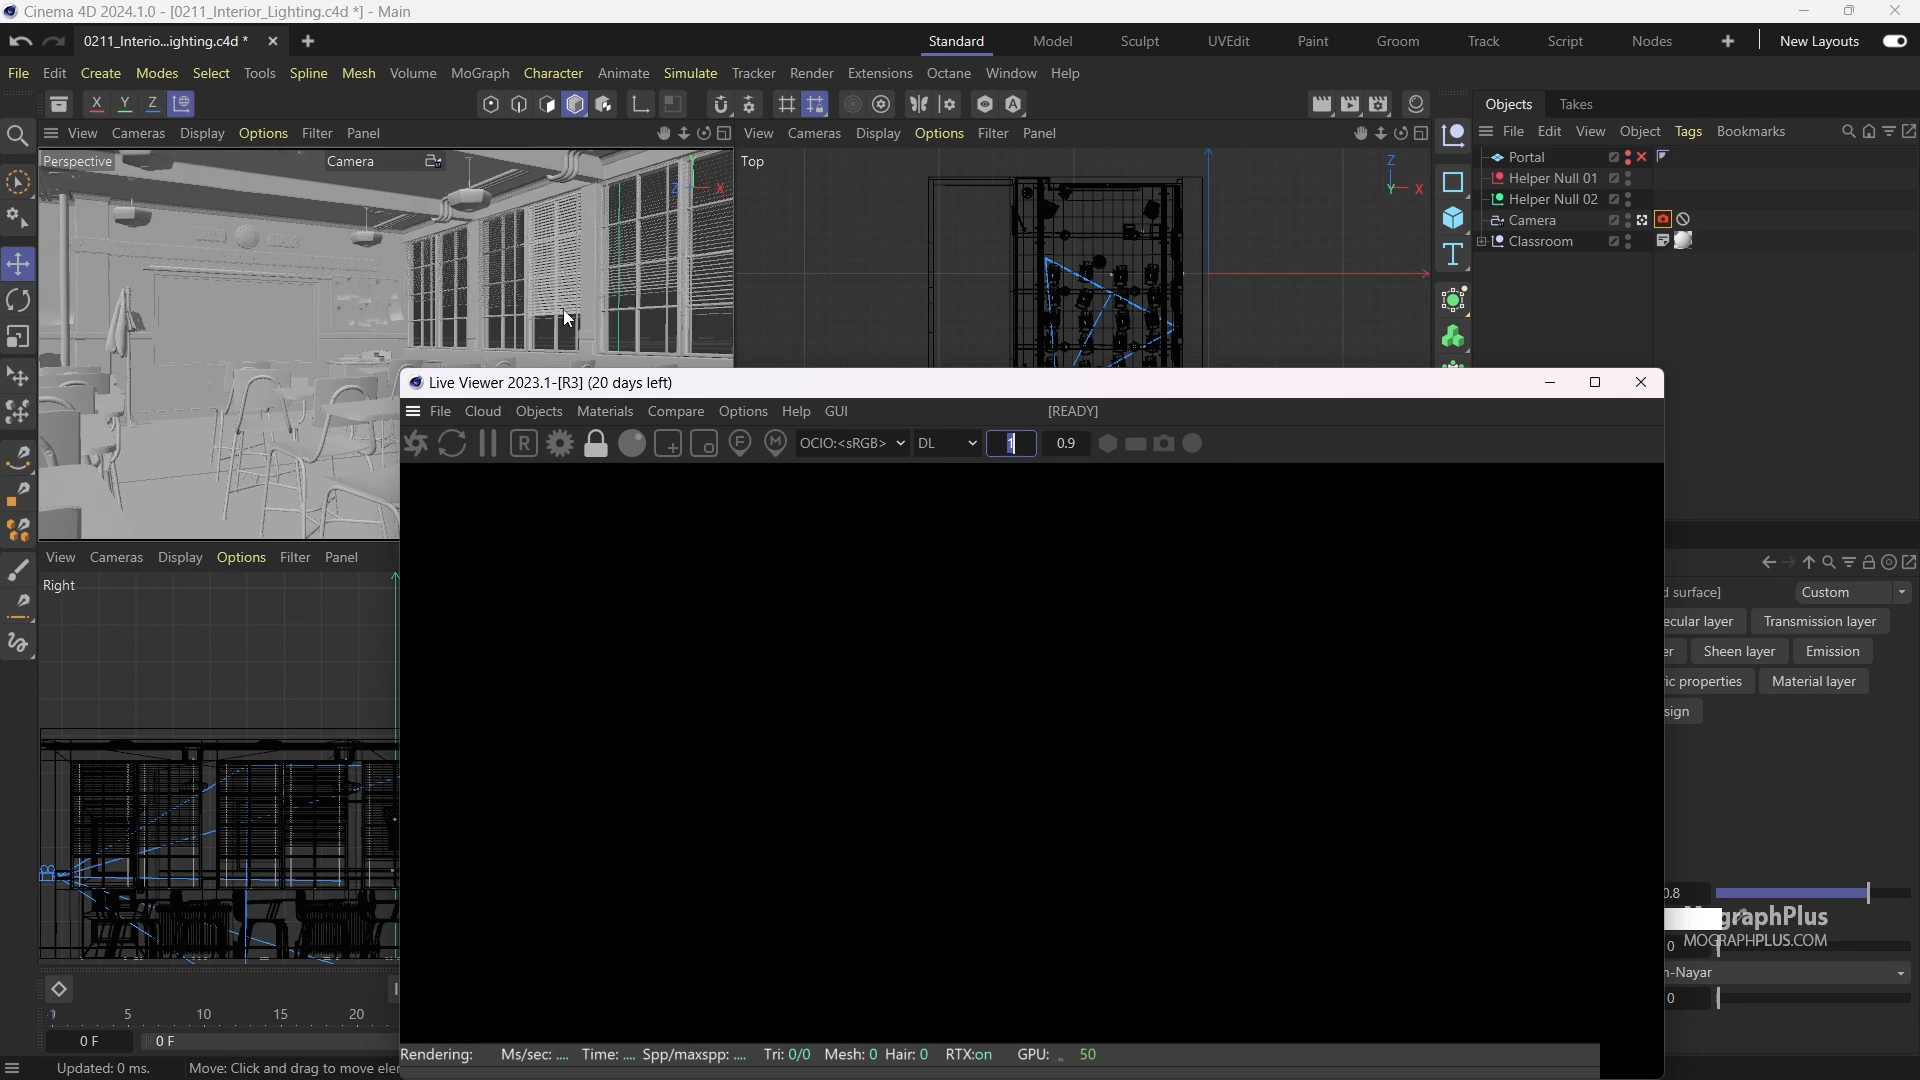 Cinema 4D 2024.1.0 - [0211_Interior_Lighting.c4d *] - Main
0211_Interio...ighting.c4d *
Standard Model Sculpt UVEdit Paint Groom Track Script Nodes New Layouts
File Edit Create Modes Select Tools Spline Mesh Volume MoGraph Character Animate Simulate Tracker Render Extensions Octane Window Help
X Y Z
Objects Takes
View Cameras Display Options Filter Panel
View Cameras Display Options Filter Panel
File Edit View Object Tags Bookmarks
Perspective
Camera
Top
Portal
Helper Null 01
Helper Null 02
Camera
Classroom
Live Viewer 2023.1-[R3] (20 days left)
File Cloud Objects Materials Compare Options Help GUI [READY]
OCIO:<sRGB> DL 1 0.9
View Cameras Display Options Filter Panel
Right
d surface] Custom
ecular layer Transmission layer
er Sheen layer Emission
ic properties Material layer
sign
0.8
MographPlus
MOGRAPHPLUS.COM
0
n-Nayar
0
5 10 15 20
0 F 0 F
Rendering: Ms/sec: .... Time: .... Spp/maxspp: .... Tri: 0/0 Mesh: 0 Hair: 0 RTX:on GPU: 50
Updated: 0 ms. Move: Click and drag to move ele